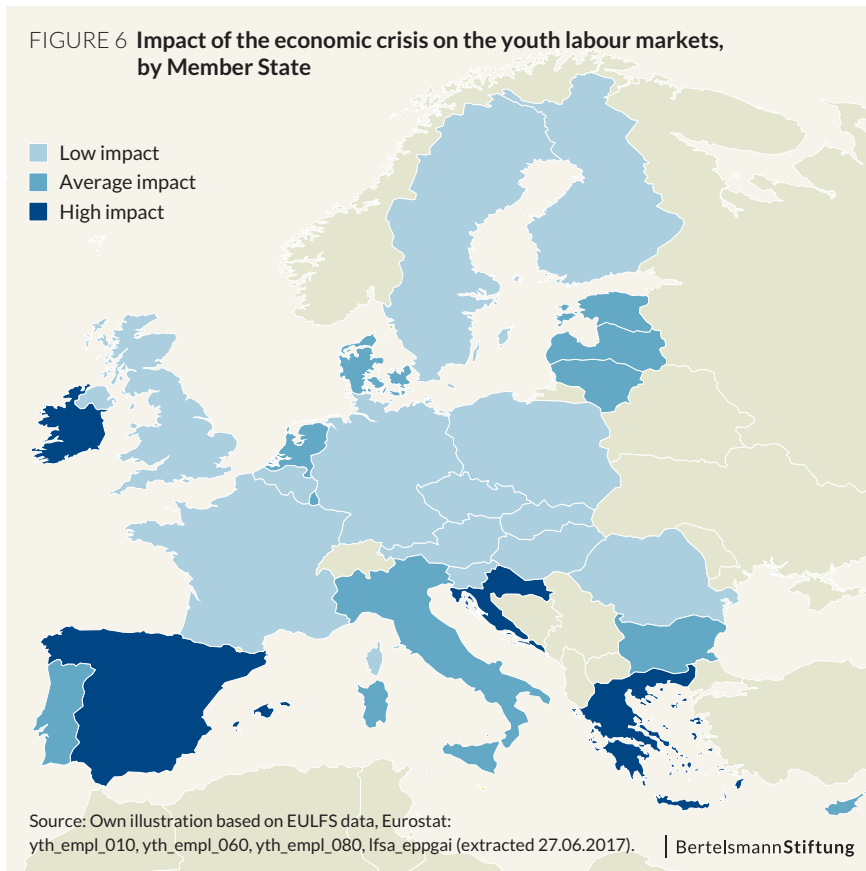 FIGURE 6 Impact of the economic crisis on the youth labour markets,
by Member State
Low impact
Average impact
High impact
Source: Own illustration based on EULFS data, Eurostat:
yth_empl_010, yth_empl_060, yth_empl_080, lfsa_eppgai (extracted 27.06.2017).
BertelsmannStiftung